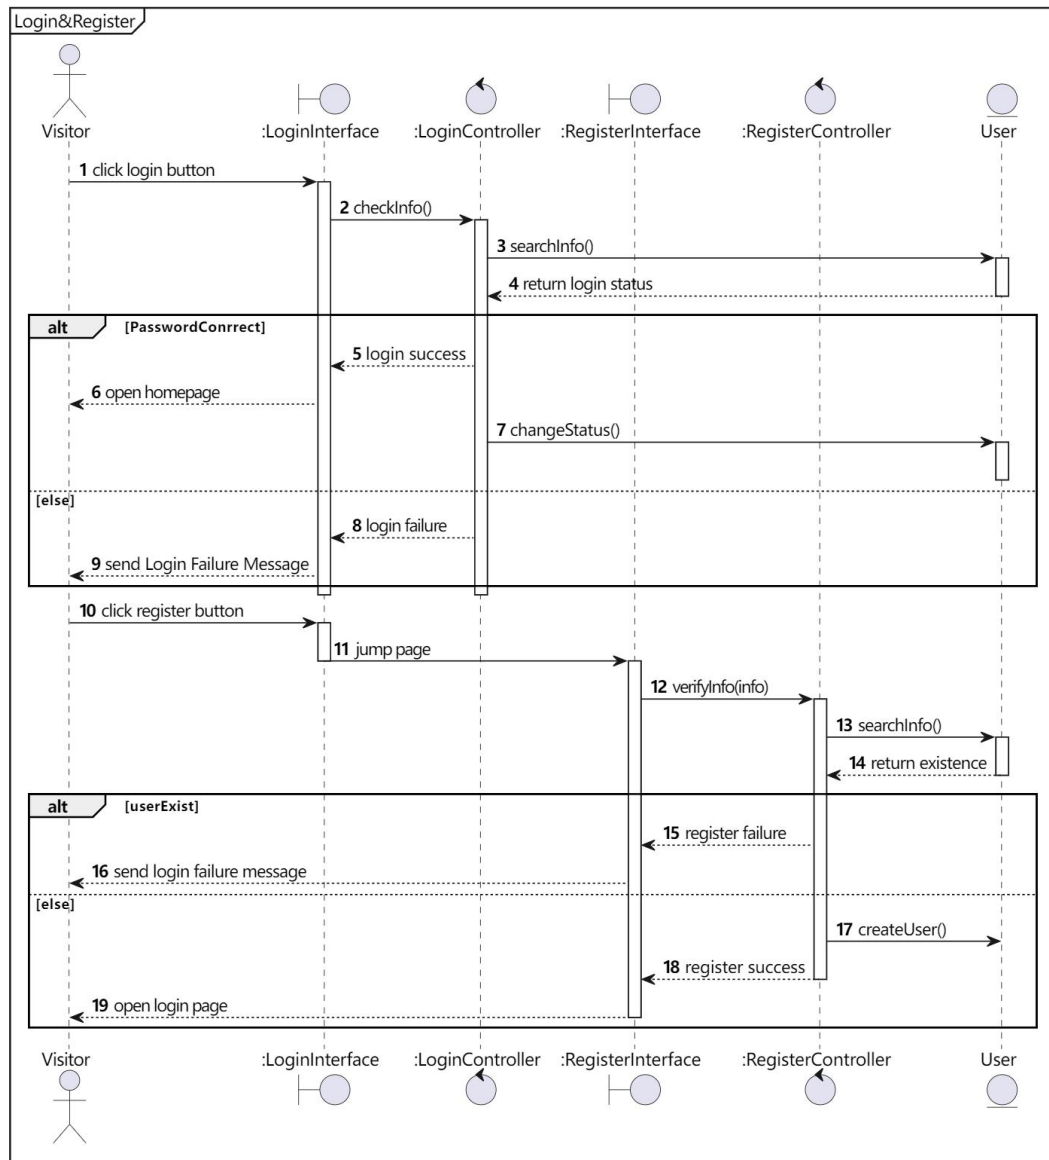 Login&Register
Visitor
:LoginInterface
:LoginController
:RegisterInterface
:RegisterController
User
1 click login button
2 checkInfo()
3 searchInfo()
4 return login status
alt [PasswordConrrect]
5 login success
6 open homepage
7 changeStatus()
[else]
8 login failure
9 send Login Failure Message
10 click register button
11 jump page
12 verifyInfo(info)
13 searchInfo()
14 return existence
alt [userExist]
15 register failure
16 send login failure message
[else]
17 createUser()
18 register success
19 open login page
Visitor
:LoginInterface
:LoginController
:RegisterInterface
:RegisterController
User